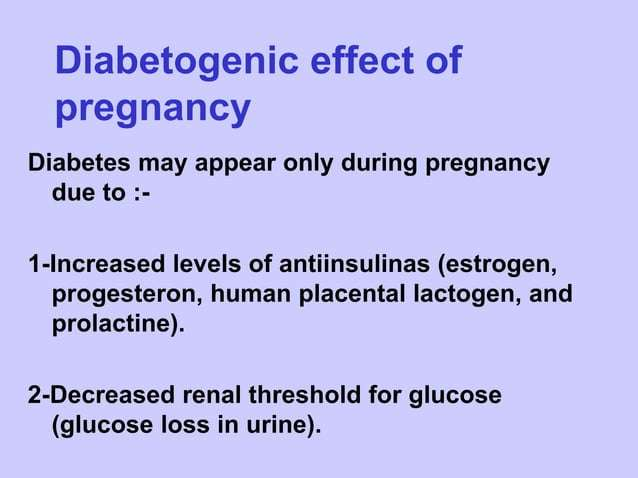 Diabetogenic effect of
pregnancy
Diabetes may appear only during pregnancy
due to :-
1-Increased levels of antiinsulinas (estrogen,
progesteron, human placental lactogen, and
prolactine).
2-Decreased renal threshold for glucose
(glucose loss in urine).